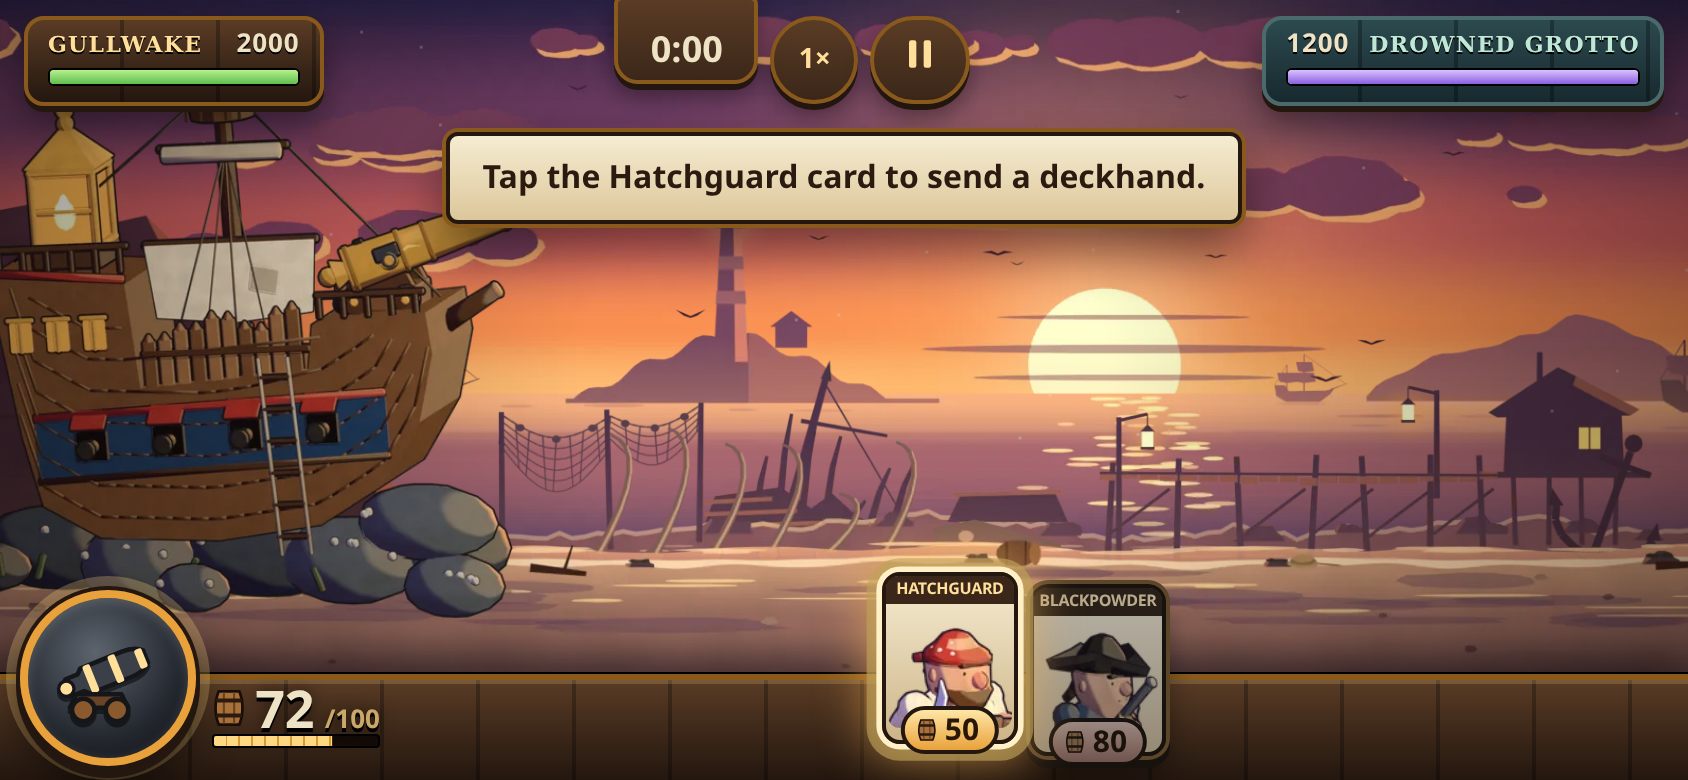 GULLWAKE 2000
0:00
1×
1200 DROWNED GROTTO
Tap the Hatchguard card to send a deckhand.
72 /100
HATCHGUARD
50
BLACKPOWDER
80